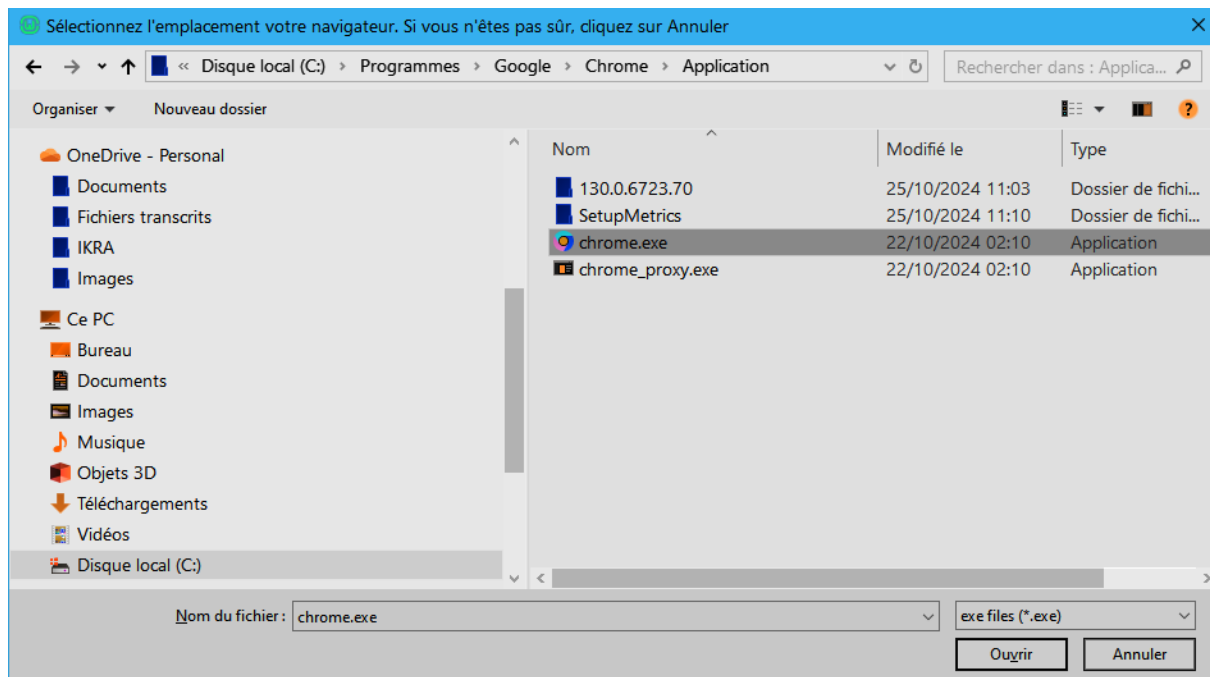 Sélectionnez l'emplacement votre navigateur. Si vous n'êtes pas sûr, cliquez sur Annuler
« Disque local (C:) › Programmes › Google › Chrome › Application
Rechercher dans : Applica...
Organiser
Nouveau dossier
OneDrive - Personal
Documents
Fichiers transcrits
IKRA
Images
Ce PC
Bureau
Documents
Images
Musique
Objets 3D
Téléchargements
Vidéos
Disque local (C:)
Nom Modifié le Type
130.0.6723.70 25/10/2024 11:03 Dossier de fichi...
SetupMetrics 25/10/2024 11:10 Dossier de fichi...
chrome.exe 22/10/2024 02:10 Application
chrome_proxy.exe 22/10/2024 02:10 Application
Nom du fichier : chrome.exe
exe files (*.exe)
Ouvrir Annuler